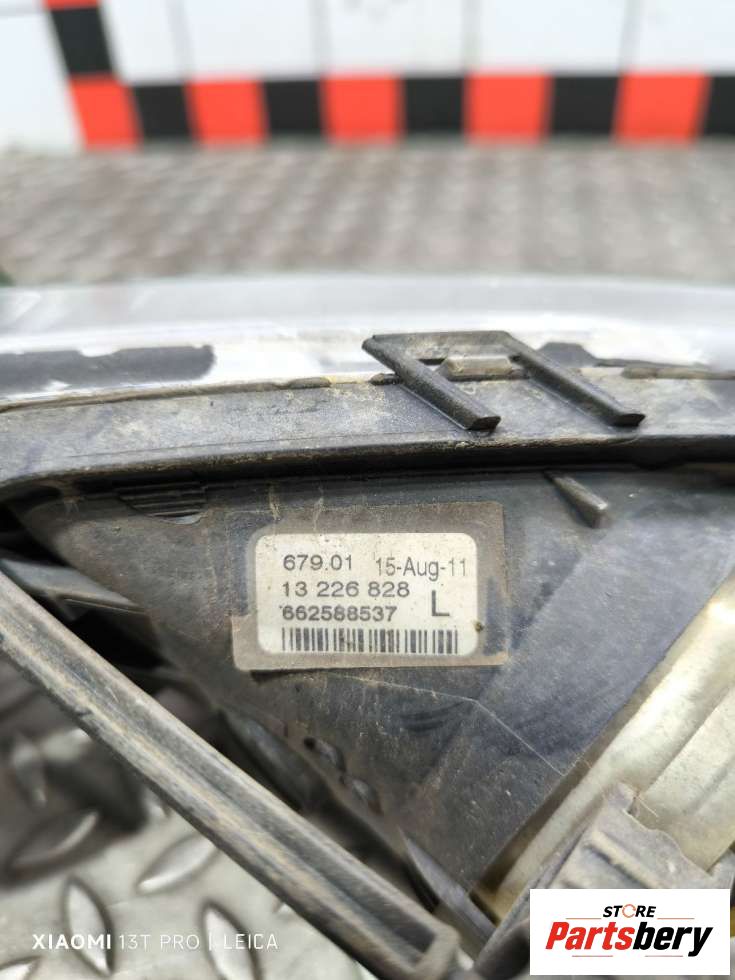 679.01 15-Aug-11
13 226 828 L
662588537
XIAOMI 13T PRO | LEICA
STORE
Partsbery